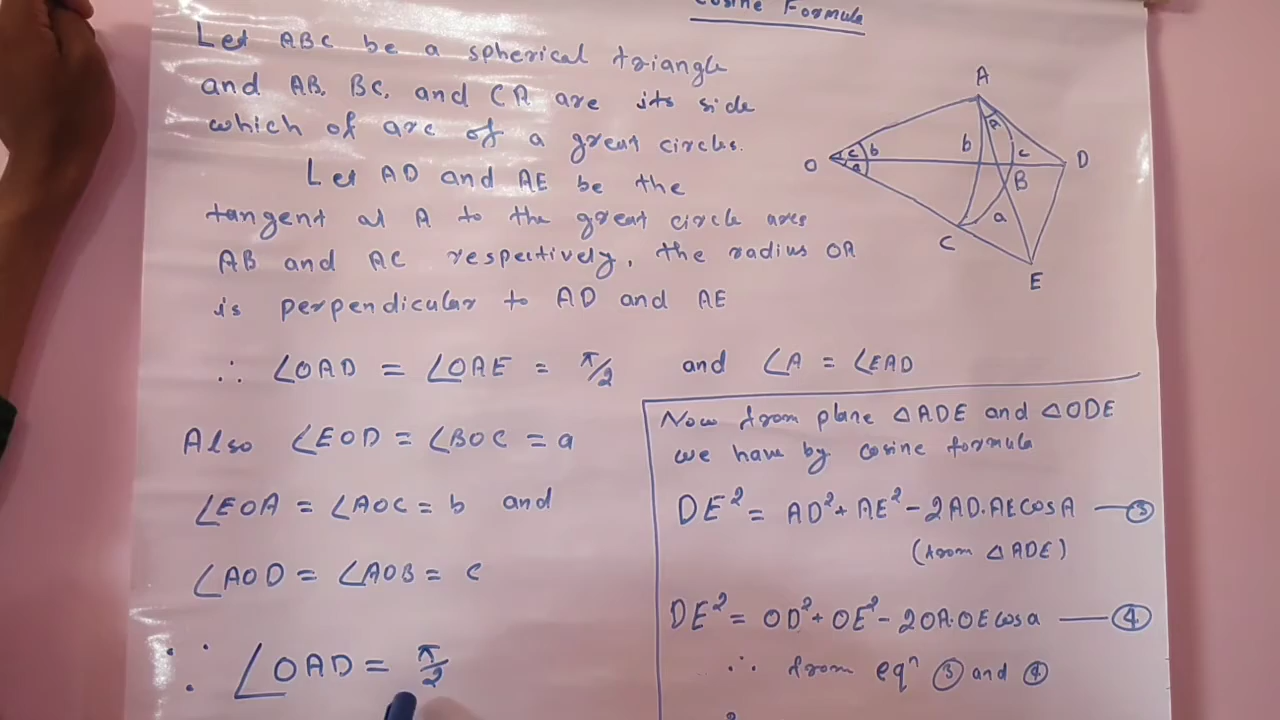 Cosine Formula
Let ABC be a spherical triangle
and AB, BC, and CA are its side
which of arc of a great circles.
Let AD and AE be the
tangent at A to the great circle arcs
AB and AC respectively, the radius OA
is perpendicular to AD and AE
∴ ∠OAD = ∠OAE = π/2 and ∠A = ∠EAD
Also ∠EOD = ∠BOC = a
∠EOA = ∠AOC = b and
∠AOD = ∠AOB = c
∵ ∠OAD = π/2
A
a
b
c
D
O
c
b
a
B
a
C
E
Now from plane △ADE and △ODE
we have by cosine formula
DE² = AD² + AE² - 2AD.AE cosA — ③
(from △ADE)
DE² = OD² + OE² - 2OA.OE cosa — ④
∴ from eqⁿ ③ and ④
2